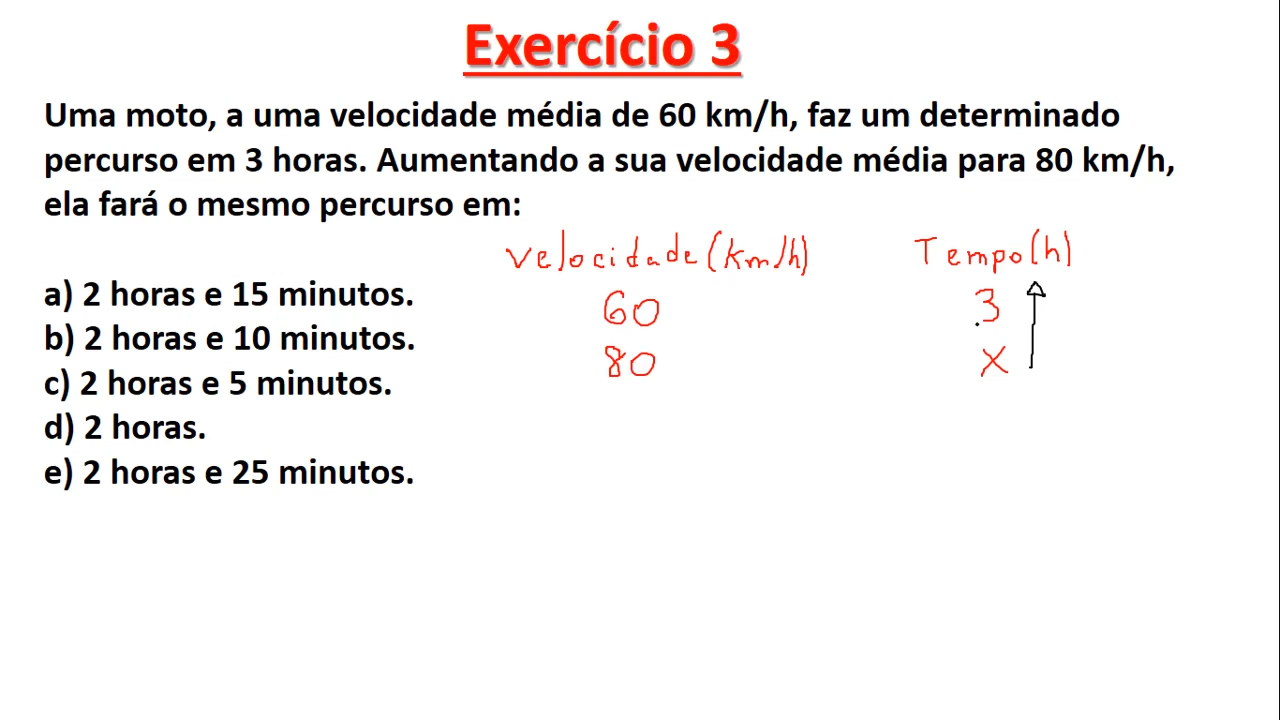 Exercício 3
Uma moto, a uma velocidade média de 60 km/h, faz um determinado
percurso em 3 horas. Aumentando a sua velocidade média para 80 km/h,
ela fará o mesmo percurso em:
velocidade (km/h) Tempo (h)
a) 2 horas e 15 minutos. 60 3
b) 2 horas e 10 minutos. 80 x
c) 2 horas e 5 minutos.
d) 2 horas.
e) 2 horas e 25 minutos.